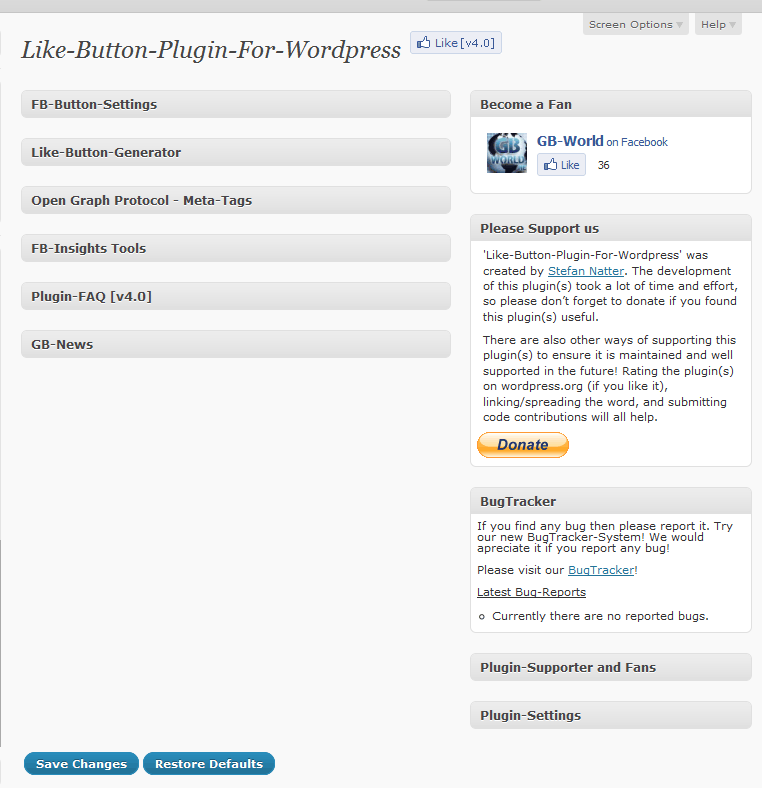 Screen Options
Help
Like-Button-Plugin-For-Wordpress
Like [v4.0]
FB-Button-Settings
Like-Button-Generator
Open Graph Protocol - Meta-Tags
FB-Insights Tools
Plugin-FAQ [v4.0]
GB-News
Become a Fan
GB WORLD
GB-World on Facebook
Like 36
Please Support us
'Like-Button-Plugin-For-Wordpress' was
created by Stefan Natter. The development
of this plugin(s) took a lot of time and effort,
so please don't forget to donate if you found
this plugin(s) useful.
There are also other ways of supporting this
plugin(s) to ensure it is maintained and well
supported in the future! Rating the plugin(s)
on wordpress.org (if you like it),
linking/spreading the word, and submitting
code contributions will all help.
Donate
BugTracker
If you find any bug then please report it. Try
our new BugTracker-System! We would
apreciate it if you report any bug!
Please visit our BugTracker!
Latest Bug-Reports
Currently there are no reported bugs.
Plugin-Supporter and Fans
Plugin-Settings
Save Changes
Restore Defaults